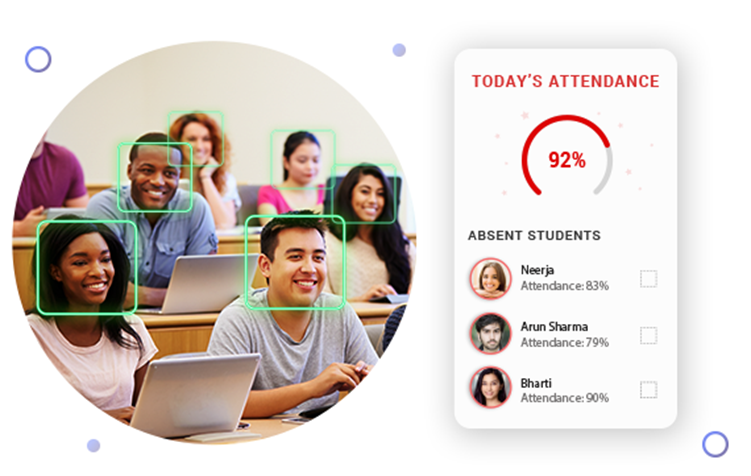 TODAY'S ATTENDANCE
92%
ABSENT STUDENTS
Neerja
Attendance: 83%
Arun Sharma
Attendance: 79%
Bharti
Attendance: 90%